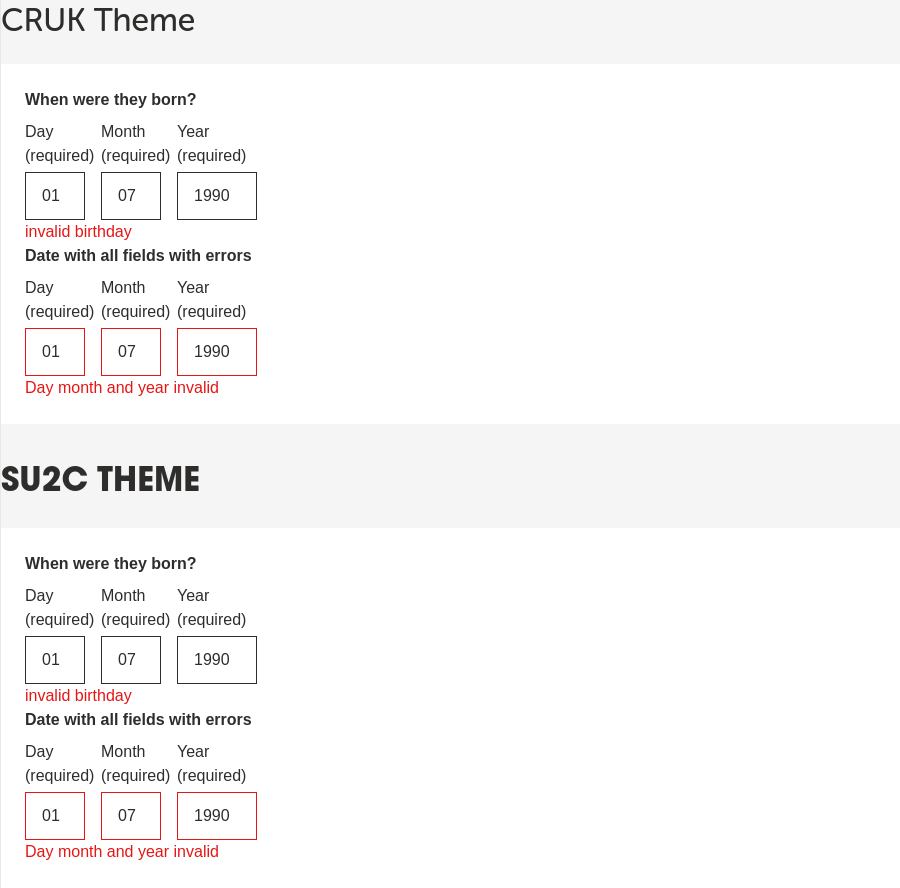 CRUK Theme
When were they born?
Day Month Year
(required) (required) (required)
01 07 1990
invalid birthday
Date with all fields with errors
Day Month Year
(required) (required) (required)
01 07 1990
Day month and year invalid
SU2C THEME
When were they born?
Day Month Year
(required) (required) (required)
01 07 1990
invalid birthday
Date with all fields with errors
Day Month Year
(required) (required) (required)
01 07 1990
Day month and year invalid